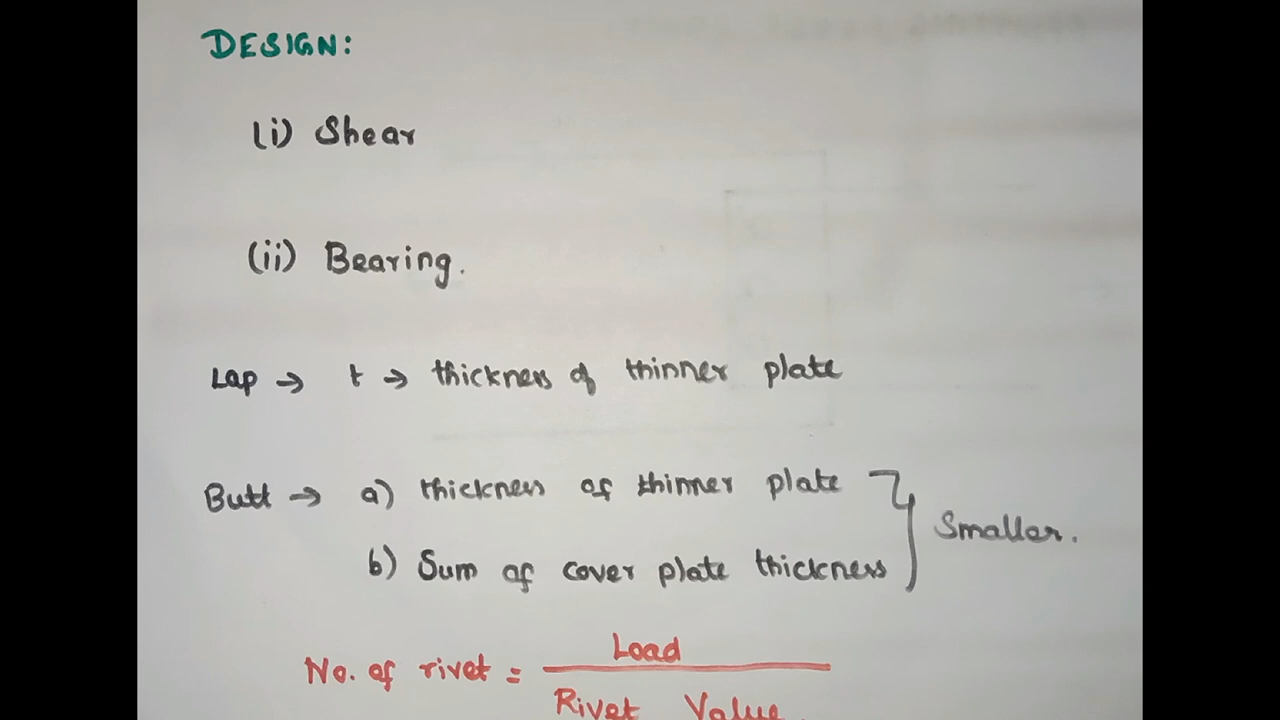 DESIGN:
(i) Shear
(ii) Bearing.
Lap → t → thickness of thinner plate
Butt → a) thickness of thinner plate
b) Sum of cover plate thickness
Smaller.
No. of rivet = Load
Rivet Value.